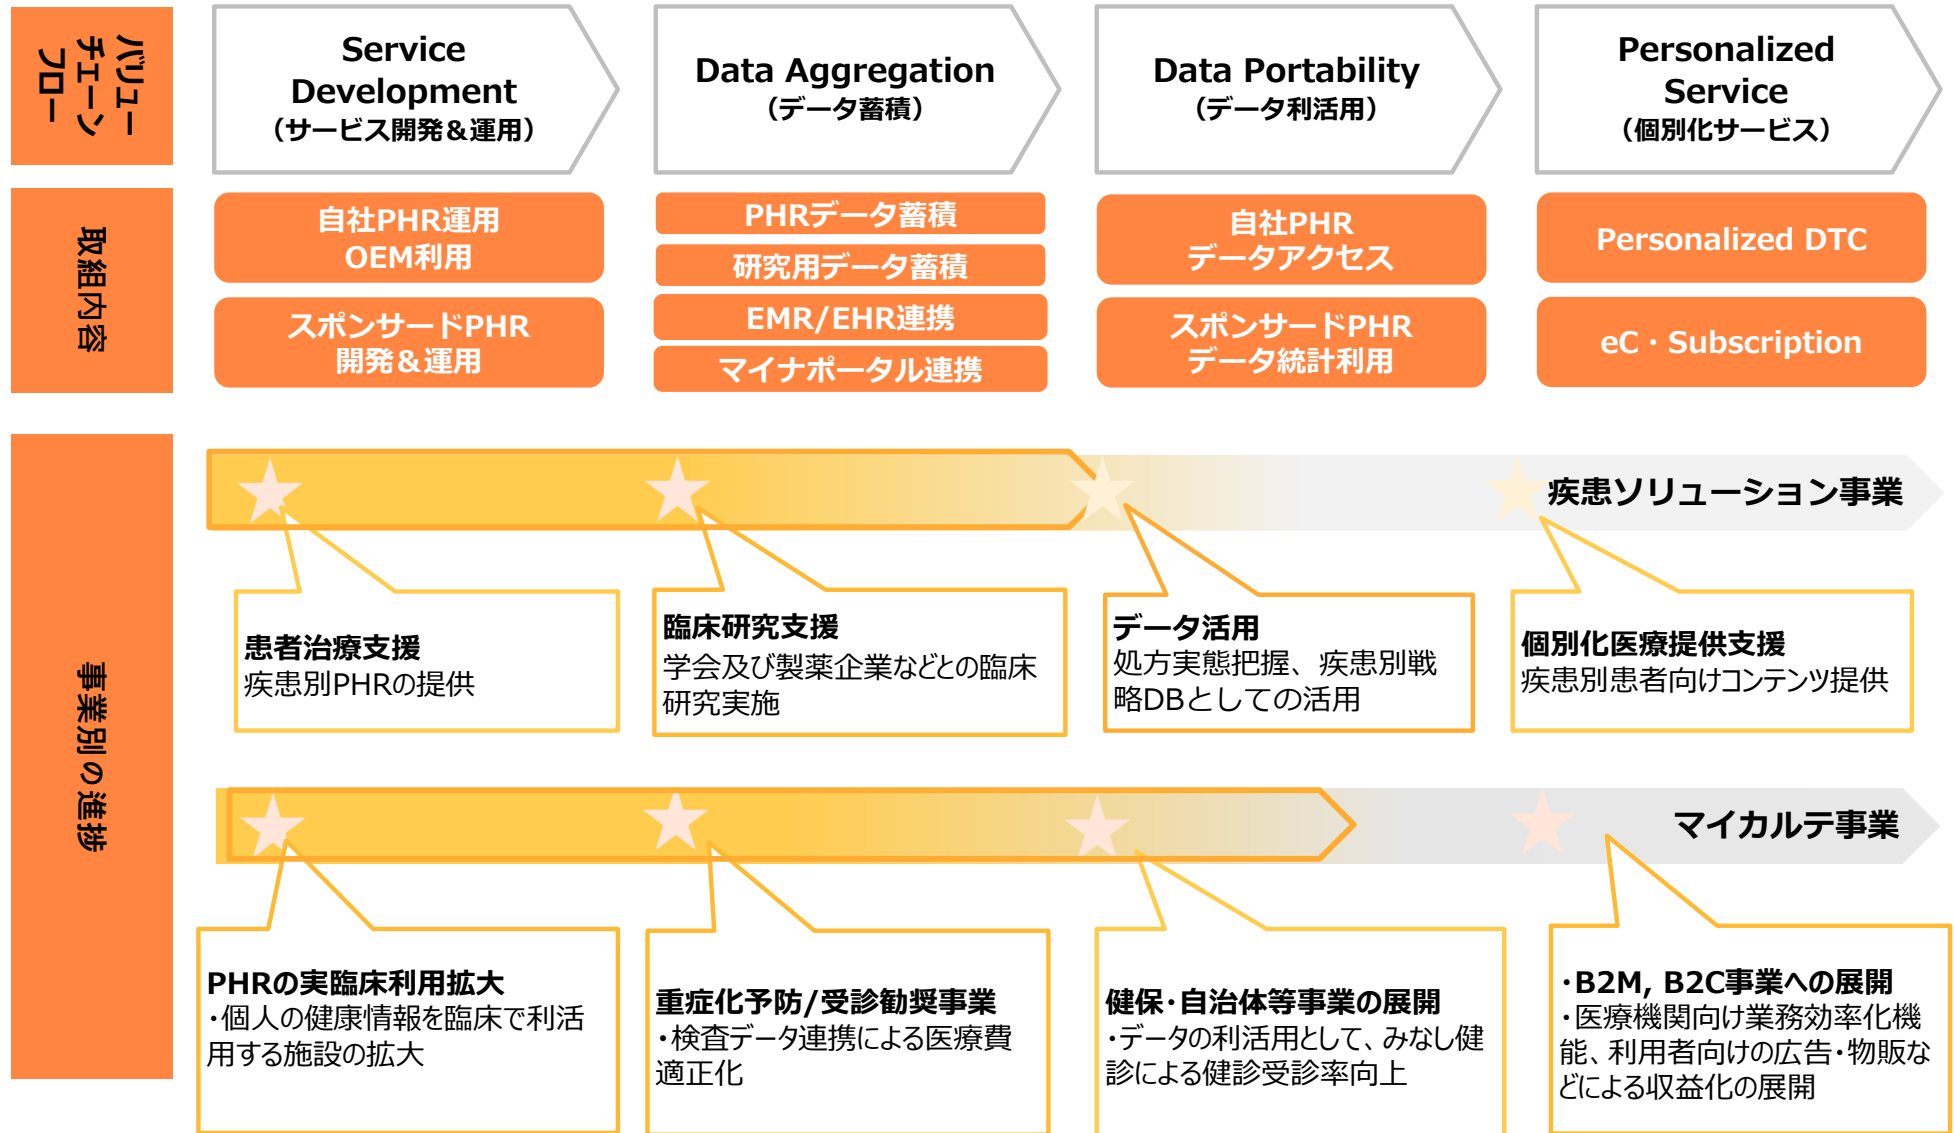 バリュー
チェーン
フロー
Service
Development
（サービス開発&運用）
Data Aggregation
（データ蓄積）
Data Portability
（データ利活用）
Personalized
Service
（個別化サービス）
取組内容
自社PHR運用
OEM利用
スポンサードPHR
開発&運用
PHRデータ蓄積
研究用データ蓄積
EMR/EHR連携
マイナポータル連携
自社PHR
データアクセス
スポンサードPHR
データ統計利用
Personalized DTC
eC・Subscription
事業別の進捗
疾患ソリューション事業
患者治療支援
疾患別PHRの提供
臨床研究支援
学会及び製薬企業などとの臨床
研究実施
データ活用
処方実態把握、疾患別戦
略DBとしての活用
個別化医療提供支援
疾患別患者向けコンテンツ提供
マイカルテ事業
PHRの実臨床利用拡大
・個人の健康情報を臨床で利活
用する施設の拡大
重症化予防/受診勧奨事業
・検査データ連携による医療費
適正化
健保・自治体等事業の展開
・データの利活用として、みなし健
診による健診受診率向上
・B2M, B2C事業への展開
・医療機関向け業務効率化機
能、利用者向けの広告・物販な
どによる収益化の展開